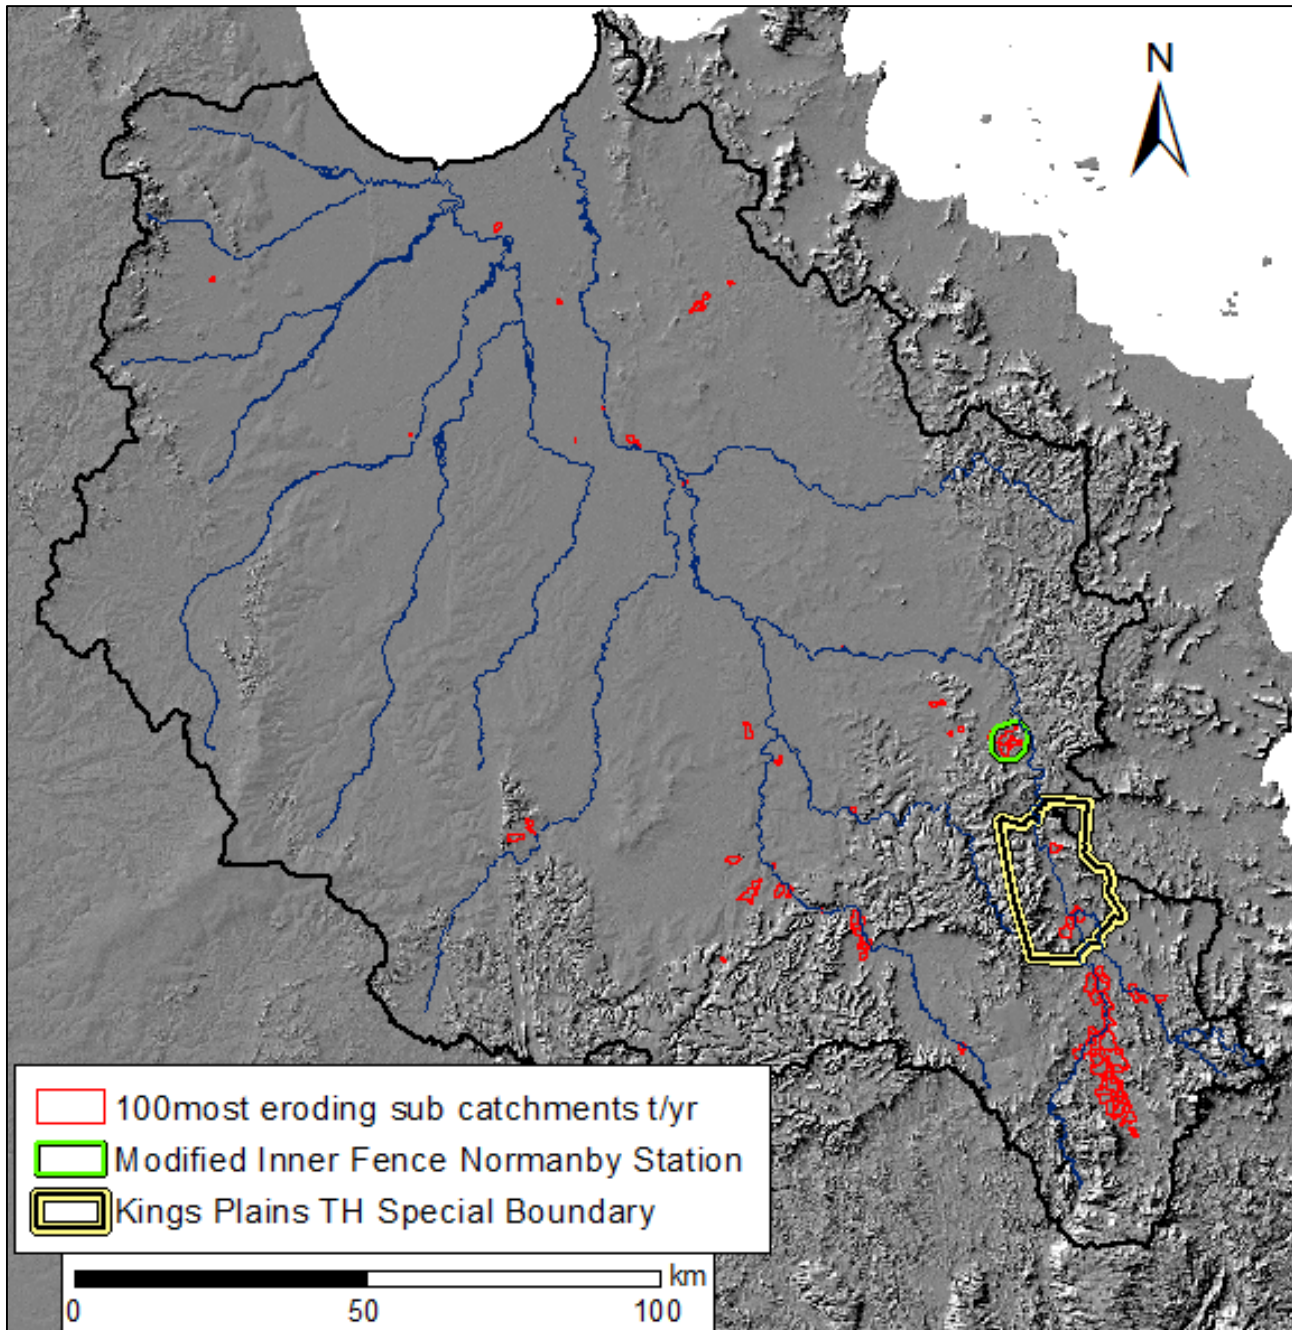 N
100most eroding sub catchments t/yr
Modified Inner Fence Normanby Station
Kings Plains TH Special Boundary
km
0 50 100